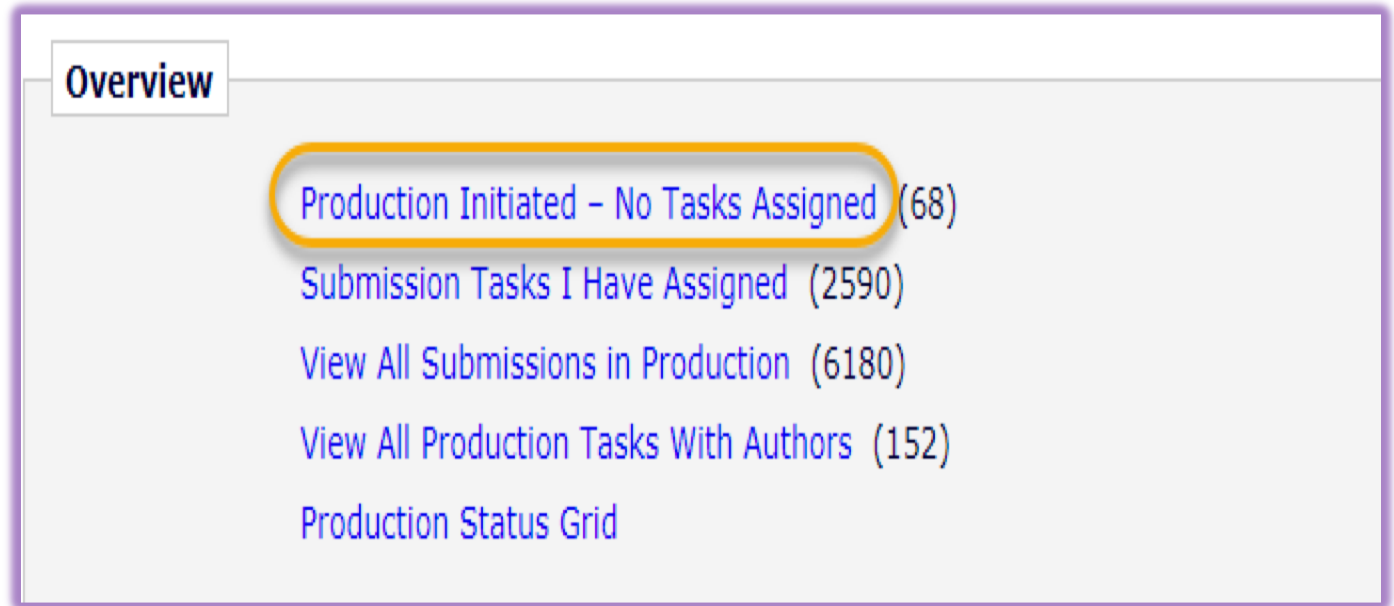 Overview
Production Initiated – No Tasks Assigned (68)
Submission Tasks I Have Assigned (2590)
View All Submissions in Production (6180)
View All Production Tasks With Authors (152)
Production Status Grid